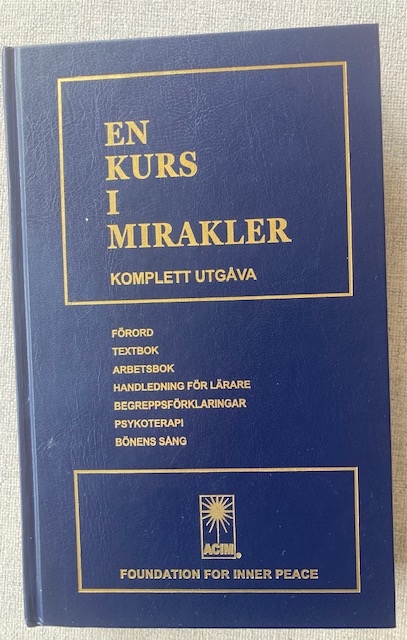 EN
KURS
I
MIRAKLER
KOMPLETT UTGÅVA
FÖRORD
TEXTBOK
ARBETSBOK
HANDLEDNING FÖR LÄRARE
BEGREPPSFÖRKLARINGAR
PSYKOTERAPI
BÖNENS SÅNG
ACIM®
FOUNDATION FOR INNER PEACE